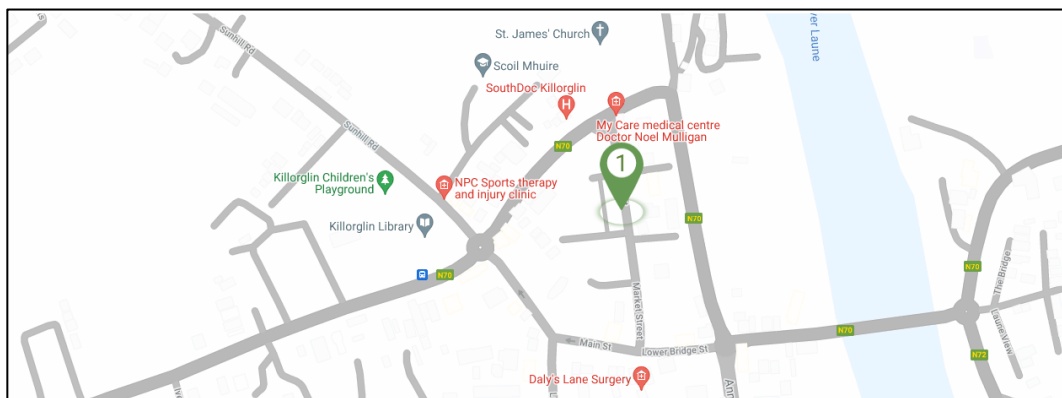 Sunhill Rd
St. James' Church
Scoil Mhuire
SouthDoc Killorglin
My Care medical centre
Doctor Noel Mulligan
Sunhill Rd
N70
1
Killorglin Children's
Playground
NPC Sports therapy
and injury clinic
Killorglin Library
N70
N70
Market Street
Main St
Lower Bridge St
Daly's Lane Surgery
N70
N70
The Bridge
Laune View
N72
er Laune